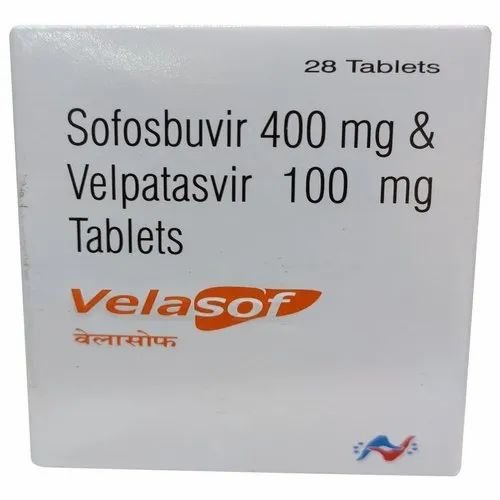 28 Tablets
Sofosbuvir 400 mg &
Velpatasvir 100 mg
Tablets
Velasof
वेलासोफ